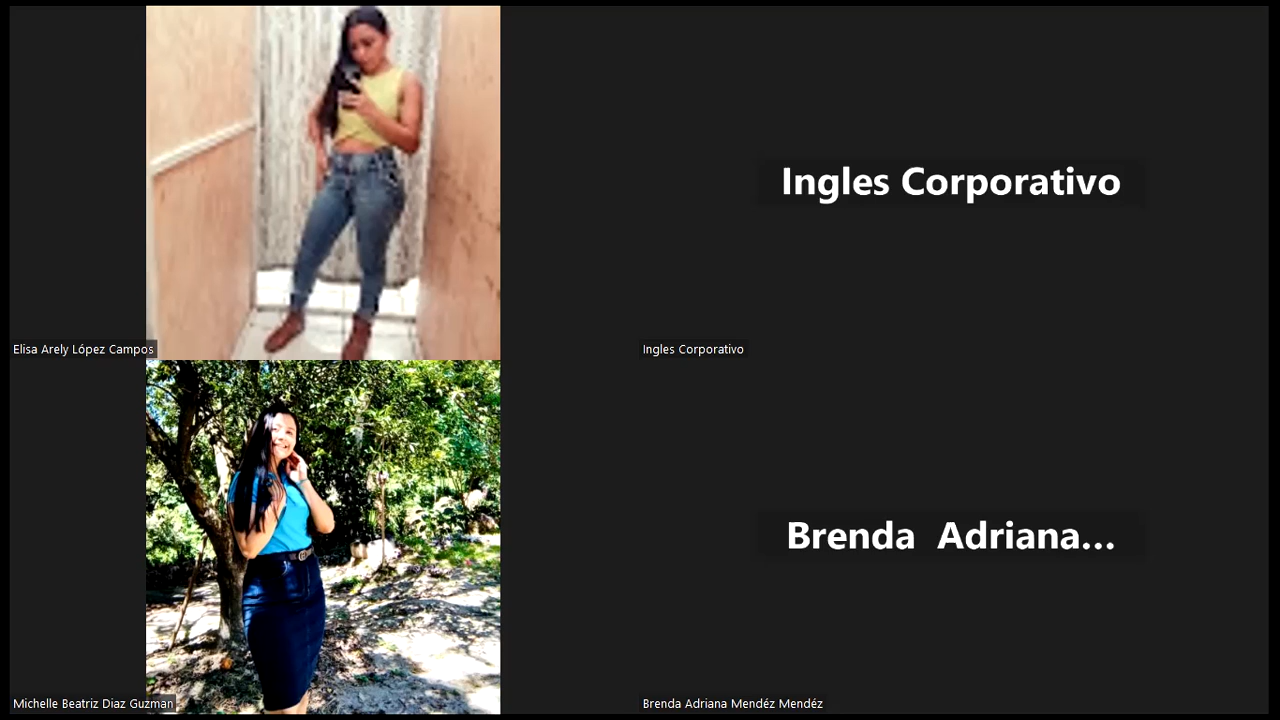 Ingles Corporativo
Elisa Arely López Campos
Ingles Corporativo
Brenda Adriana...
Michelle Beatriz Diaz Guzman
Brenda Adriana Mendéz Mendéz